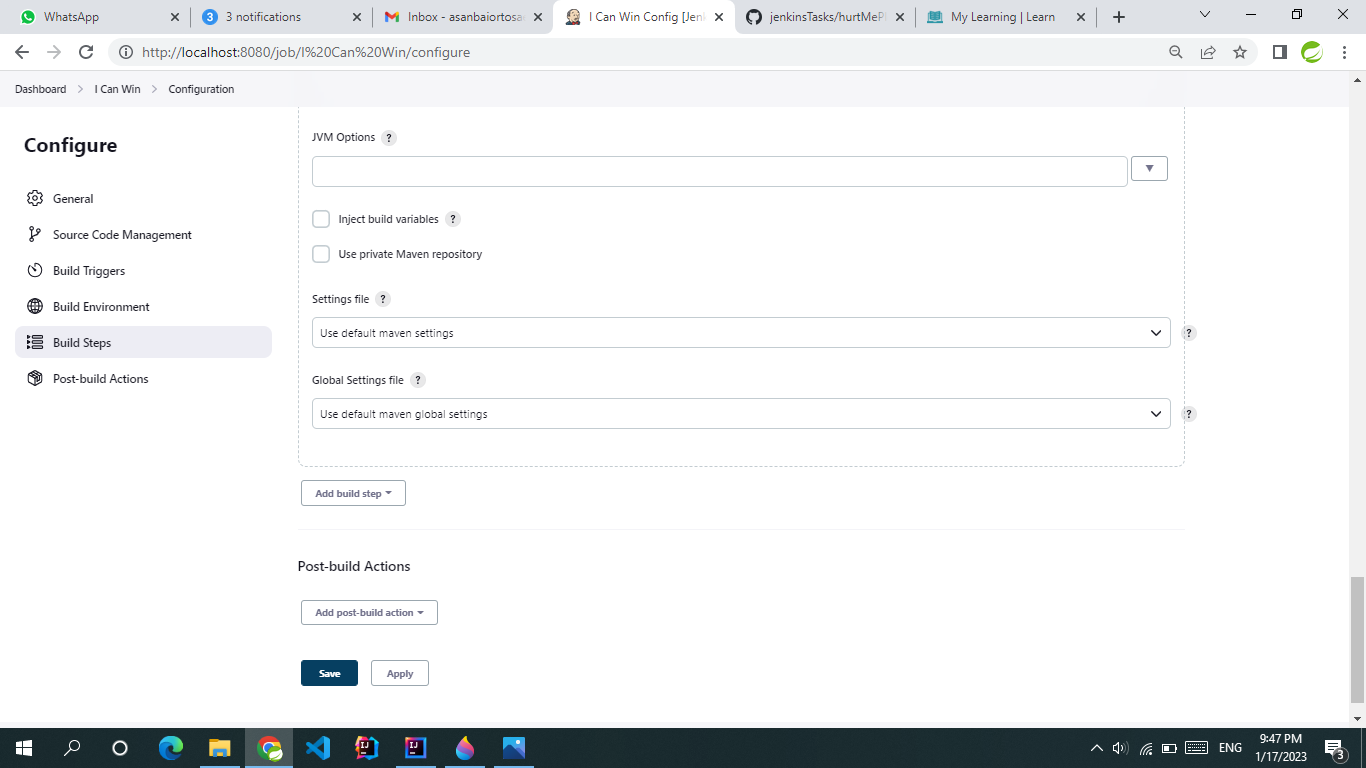 WhatsApp
3 3 notifications
Inbox - asanbaiortosa
I Can Win Config [Jen
jenkinsTasks/hurtMeP
My Learning | Learn
http://localhost:8080/job/I%20Can%20Win/configure
Dashboard > I Can Win > Configuration
Configure
General
Source Code Management
Build Triggers
Build Environment
Build Steps
Post-build Actions
JVM Options ?
Inject build variables ?
Use private Maven repository
Settings file ?
Use default maven settings ?
Global Settings file ?
Use default maven global settings ?
Add build step
Post-build Actions
Add post-build action
Save Apply
ENG
9:47 PM
1/17/2023
3